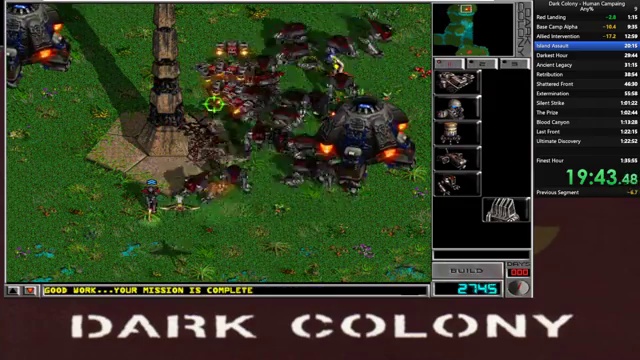 Dark Colony - Human Campaing
Any% 9
Red Landing -2.8 1:15
Base Camp Alpha -10.4 9:35
Allied Intervention -17.2 12:59
Island Assault 20:15
Darkest Hour 29:44
Ancient Legacy 31:15
Retribution 38:54
Shattered Front 46:30
Extermination 55:58
Silent Strike 1:01:22
The Prize 1:02:44
Blood Canyon 1:13:28
Last Front 1:22:15
Ultimate Discovery 1:22:52
Finest Hour 1:35:55
19:43.48
Previous Segment -6.7
BUILD
DAYS
000
2745
GOOD WORK...YOUR MISSION IS COMPLETE
DARK COLONY